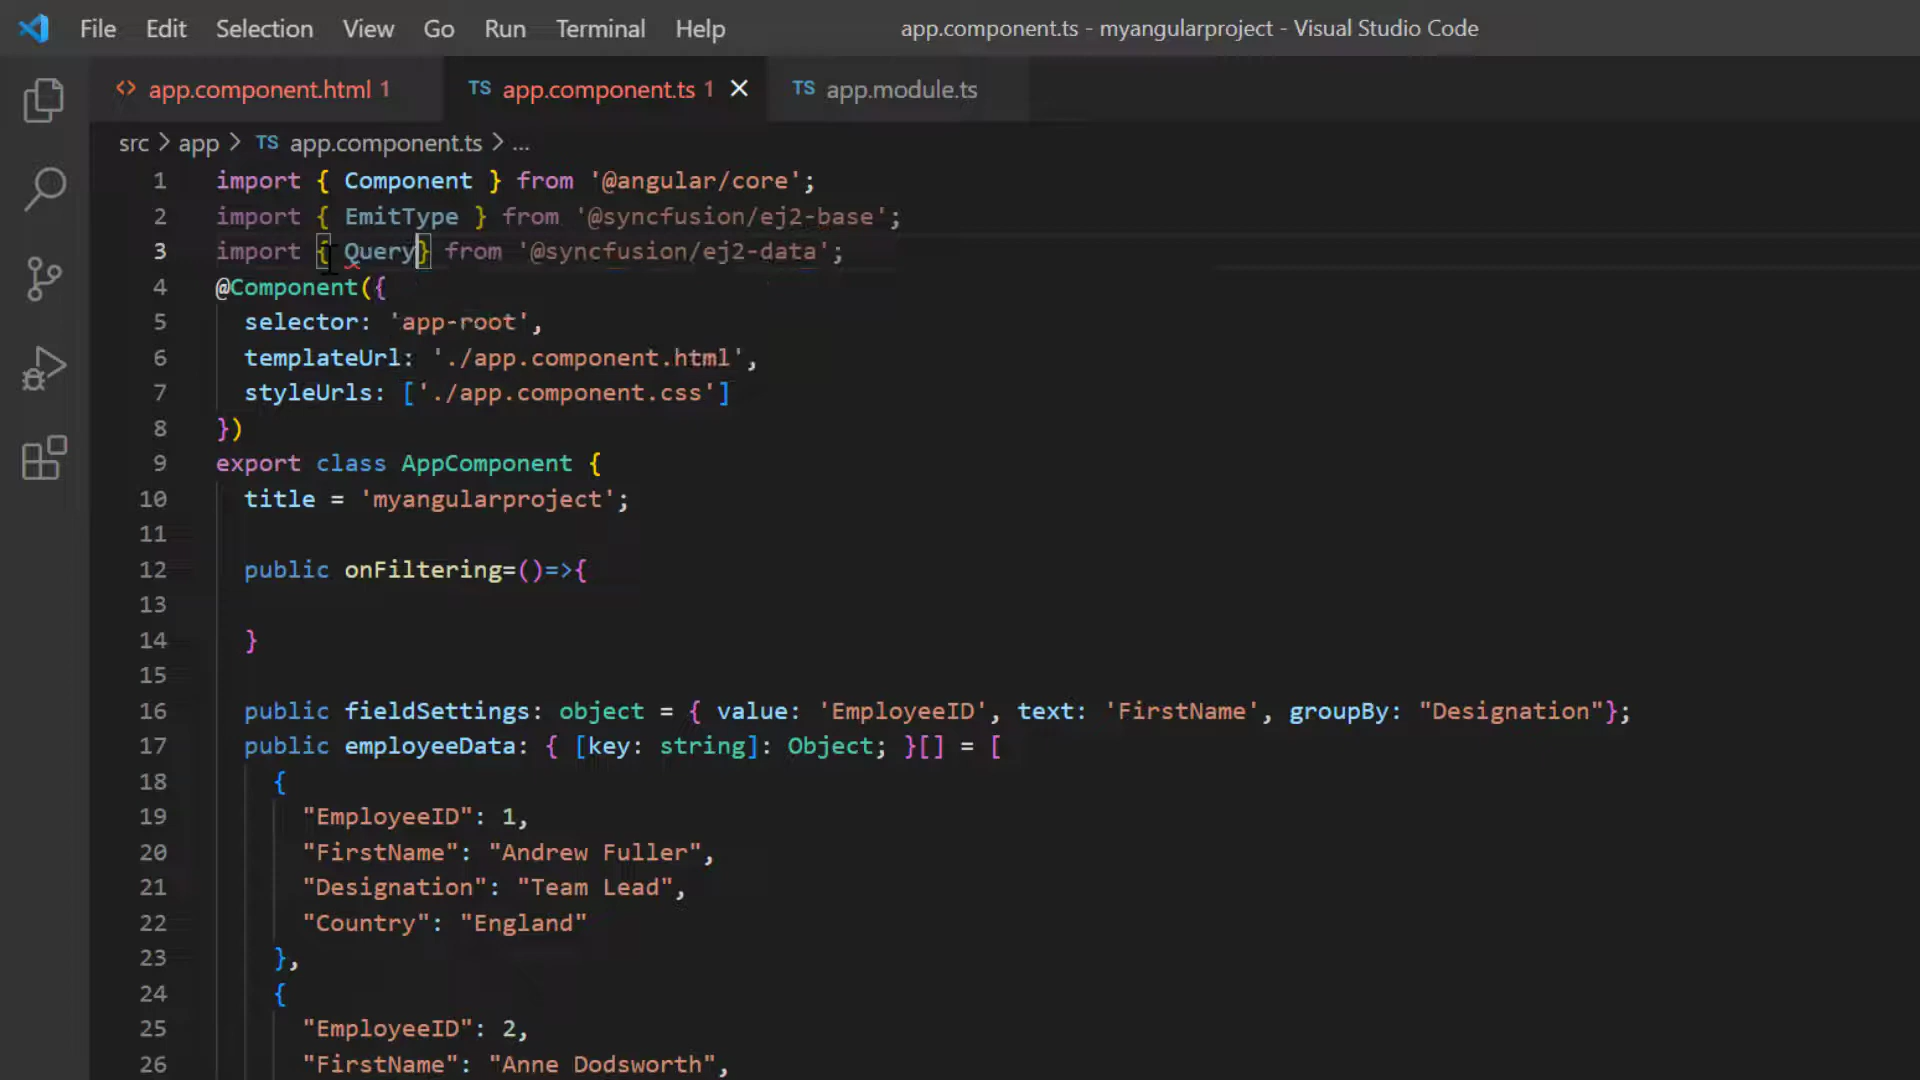 File Edit Selection View Go Run Terminal Help app.component.ts - myangularproject - Visual Studio Code
<> app.component.html 1 TS app.component.ts 1 × TS app.module.ts
src > app > TS app.component.ts > ...
1 import { Component } from '@angular/core';
2 import { EmitType } from '@syncfusion/ej2-base';
3 import { Query} from '@syncfusion/ej2-data';
4 @Component({
5 selector: 'app-root',
6 templateUrl: './app.component.html',
7 styleUrls: ['./app.component.css']
8 })
9 export class AppComponent {
10 title = 'myangularproject';
11
12 public onFiltering=()=>{
13
14 }
15
16 public fieldSettings: object = { value: 'EmployeeID', text: 'FirstName', groupBy: "Designation"};
17 public employeeData: { [key: string]: Object; }[] = [
18 {
19 "EmployeeID": 1,
20 "FirstName": "Andrew Fuller",
21 "Designation": "Team Lead",
22 "Country": "England"
23 },
24 {
25 "EmployeeID": 2,
26 "FirstName": "Anne Dodsworth",